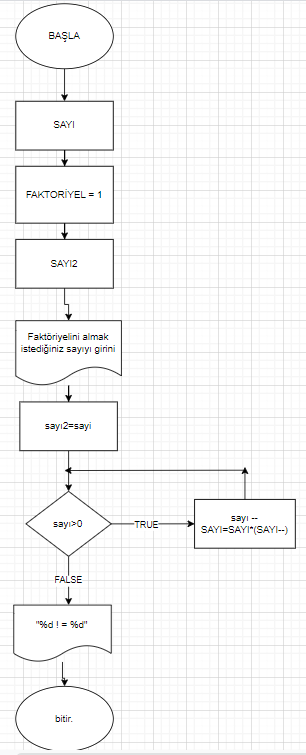 BAŞLA
SAYI
FAKTORİYEL = 1
SAYI2
Faktöriyelini almak
istediğiniz sayıyı girini
sayı2=sayi
sayı>0
TRUE
sayı --
SAYI=SAYI*(SAYI--)
FALSE
"%d ! = %d"
bitir.